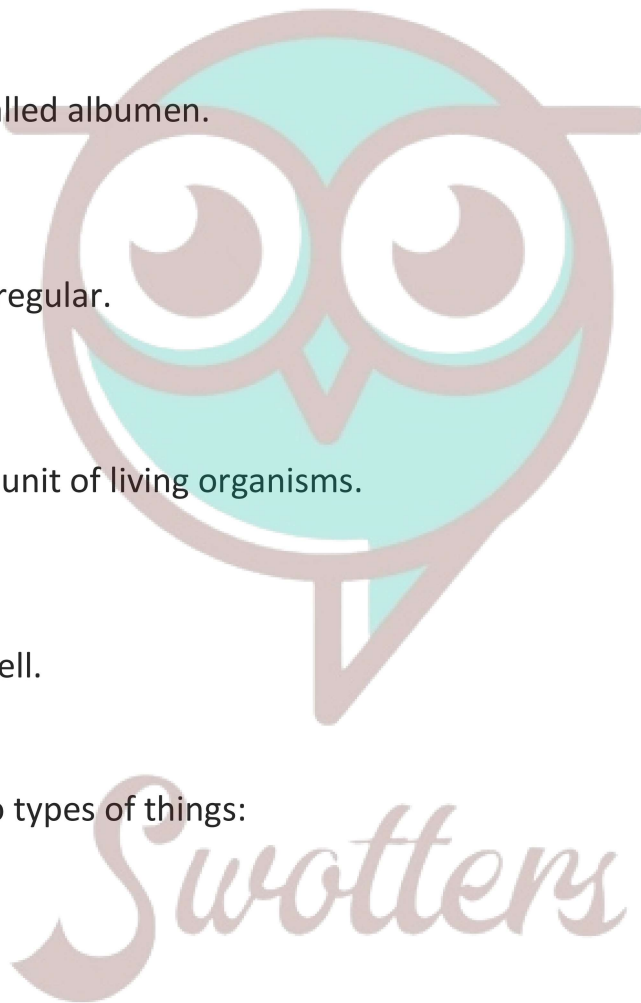 lled albumen.
regular.
unit of living organisms.
ell.
types of things:
Swotters